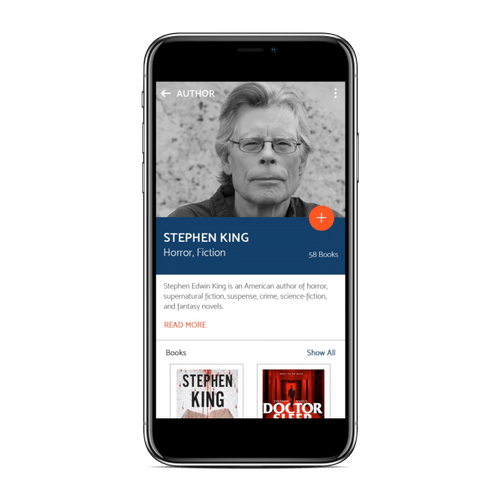 AUTHOR
STEPHEN KING
Horror, Fiction
58 Books
Stephen Edwin King is an American author of horror,
supernatural fiction, suspense, crime, science-fiction,
and fantasy novels.
READ MORE
Books
Show All
STEPHEN
KING
DOCTOR
SLEEP